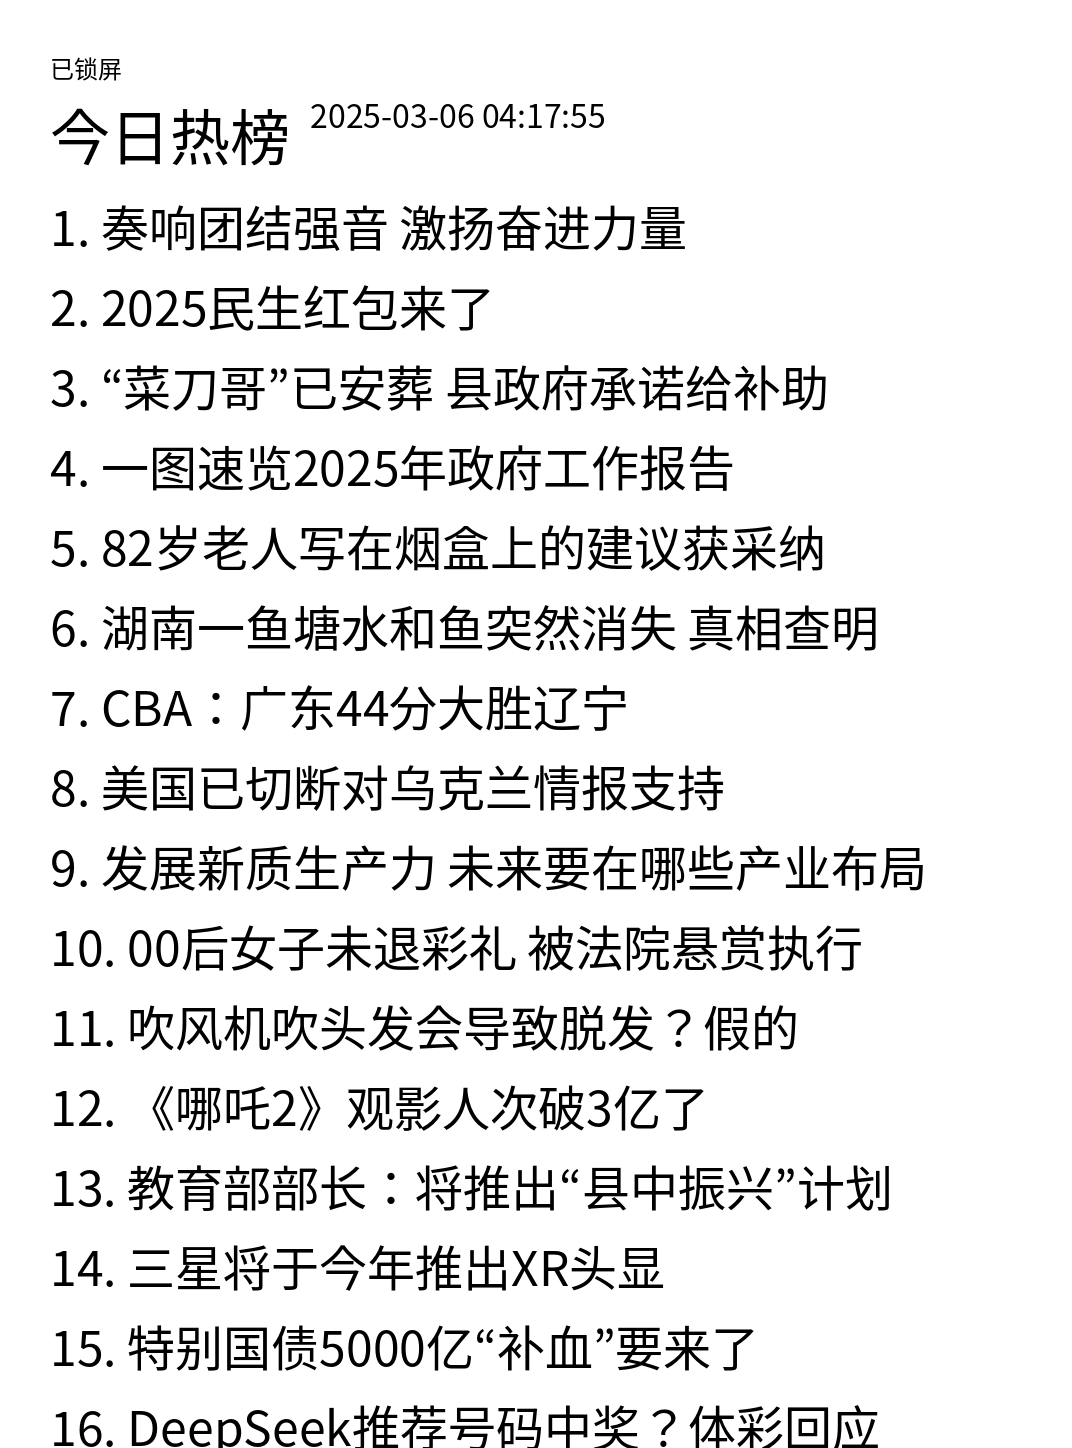 已锁屏
今日热榜 2025-03-06 04:17:55
1. 奏响团结强音 激扬奋进力量
2. 2025民生红包来了
3. “菜刀哥”已安葬 县政府承诺给补助
4. 一图速览2025年政府工作报告
5. 82岁老人写在烟盒上的建议获采纳
6. 湖南一鱼塘水和鱼突然消失 真相查明
7. CBA：广东44分大胜辽宁
8. 美国已切断对乌克兰情报支持
9. 发展新质生产力 未来要在哪些产业布局
10. 00后女子未退彩礼 被法院悬赏执行
11. 吹风机吹头发会导致脱发？假的
12. 《哪吒2》观影人次破3亿了
13. 教育部部长：将推出“县中振兴”计划
14. 三星将于今年推出XR头显
15. 特别国债5000亿“补血”要来了
16. DeepSeek推荐号码中奖？体彩回应